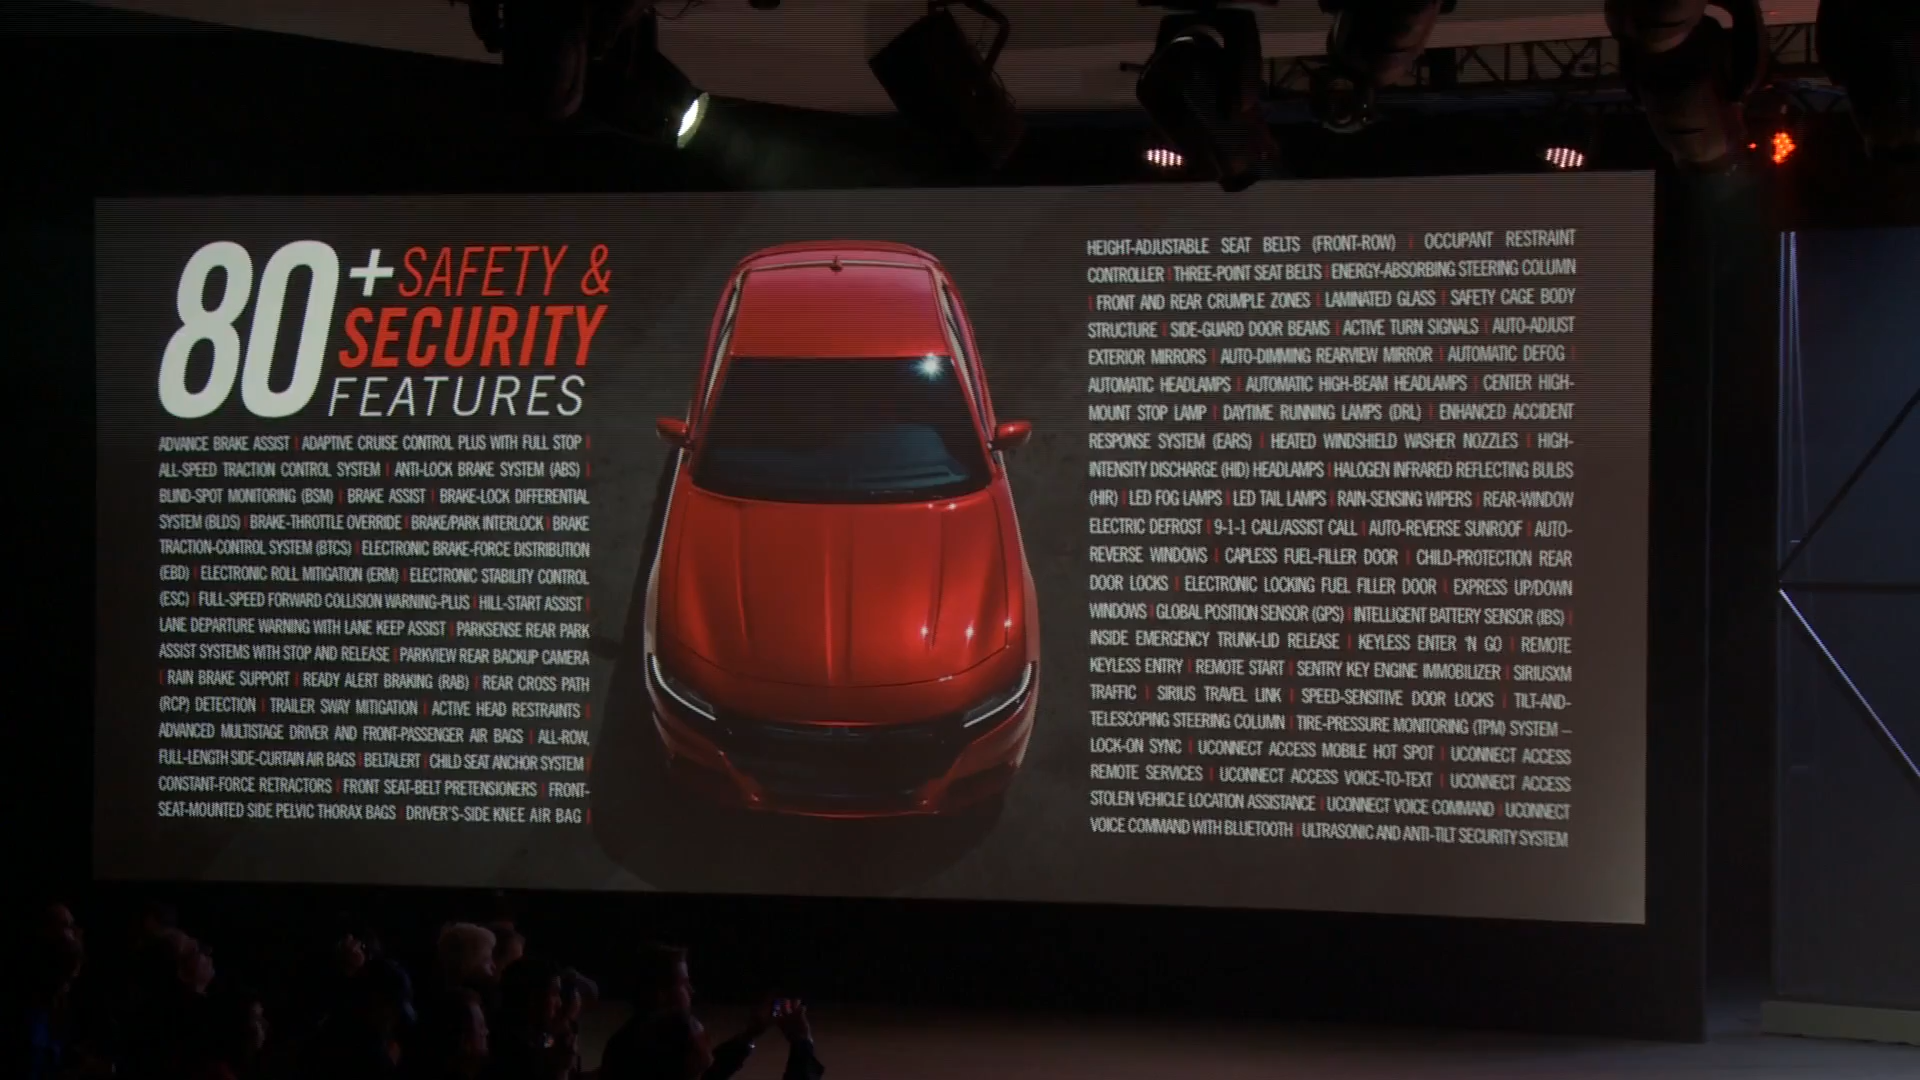 80+ SAFETY &
SECURITY
FEATURES
ADVANCE BRAKE ASSIST | ADAPTIVE CRUISE CONTROL PLUS WITH FULL STOP |
ALL-SPEED TRACTION CONTROL SYSTEM | ANTI-LOCK BRAKE SYSTEM (ABS) |
BLIND-SPOT MONITORING (BSM) | BRAKE ASSIST | BRAKE-LOCK DIFFERENTIAL
SYSTEM (BLDS) | BRAKE-THROTTLE OVERRIDE | BRAKE/PARK INTERLOCK | BRAKE
TRACTION-CONTROL SYSTEM (BTCS) | ELECTRONIC BRAKE-FORCE DISTRIBUTION
(EBD) | ELECTRONIC ROLL MITIGATION (ERM) | ELECTRONIC STABILITY CONTROL
(ESC) | FULL-SPEED FORWARD COLLISION WARNING-PLUS | HILL-START ASSIST |
LANE DEPARTURE WARNING WITH LANE KEEP ASSIST | PARKSENSE REAR PARK
ASSIST SYSTEMS WITH STOP AND RELEASE | PARKVIEW REAR BACKUP CAMERA
| RAIN BRAKE SUPPORT | READY ALERT BRAKING (RAB) | REAR CROSS PATH
(RCP) DETECTION | TRAILER SWAY MITIGATION | ACTIVE HEAD RESTRAINTS |
ADVANCED MULTISTAGE DRIVER AND FRONT-PASSENGER AIR BAGS | ALL-ROW,
FULL-LENGTH SIDE-CURTAIN AIR BAGS | BELTALERT | CHILD SEAT ANCHOR SYSTEM |
CONSTANT-FORCE RETRACTORS | FRONT SEAT-BELT PRETENSIONERS | FRONT-
SEAT-MOUNTED SIDE PELVIC THORAX BAGS | DRIVER'S-SIDE KNEE AIR BAG |
HEIGHT-ADJUSTABLE SEAT BELTS (FRONT-ROW) | OCCUPANT RESTRAINT
CONTROLLER | THREE-POINT SEAT BELTS | ENERGY-ABSORBING STEERING COLUMN
| FRONT AND REAR CRUMPLE ZONES | LAMINATED GLASS | SAFETY CAGE BODY
STRUCTURE | SIDE-GUARD DOOR BEAMS | ACTIVE TURN SIGNALS | AUTO-ADJUST
EXTERIOR MIRRORS | AUTO-DIMMING REARVIEW MIRROR | AUTOMATIC DEFOG |
AUTOMATIC HEADLAMPS | AUTOMATIC HIGH-BEAM HEADLAMPS | CENTER HIGH-
MOUNT STOP LAMP | DAYTIME RUNNING LAMPS (DRL) | ENHANCED ACCIDENT
RESPONSE SYSTEM (EARS) | HEATED WINDSHIELD WASHER NOZZLES | HIGH-
INTENSITY DISCHARGE (HID) HEADLAMPS | HALOGEN INFRARED REFLECTING BULBS
(HIR) | LED FOG LAMPS | LED TAIL LAMPS | RAIN-SENSING WIPERS | REAR-WINDOW
ELECTRIC DEFROST | 9-1-1 CALL/ASSIST CALL | AUTO-REVERSE SUNROOF | AUTO-
REVERSE WINDOWS | CAPLESS FUEL-FILLER DOOR | CHILD-PROTECTION REAR
DOOR LOCKS | ELECTRONIC LOCKING FUEL FILLER DOOR | EXPRESS UP/DOWN
WINDOWS | GLOBAL POSITION SENSOR (GPS) | INTELLIGENT BATTERY SENSOR (IBS) |
INSIDE EMERGENCY TRUNK-LID RELEASE | KEYLESS ENTER 'N GO | REMOTE
KEYLESS ENTRY | REMOTE START | SENTRY KEY ENGINE IMMOBILIZER | SIRIUSXM
TRAFFIC | SIRIUS TRAVEL LINK | SPEED-SENSITIVE DOOR LOCKS | TILT-AND-
TELESCOPING STEERING COLUMN | TIRE-PRESSURE MONITORING (TPM) SYSTEM –
LOCK-ON SYNC | UCONNECT ACCESS MOBILE HOT SPOT | UCONNECT ACCESS
REMOTE SERVICES | UCONNECT ACCESS VOICE-TO-TEXT | UCONNECT ACCESS
STOLEN VEHICLE LOCATION ASSISTANCE | UCONNECT VOICE COMMAND | UCONNECT
VOICE COMMAND WITH BLUETOOTH | ULTRASONIC AND ANTI-TILT SECURITY SYSTEM